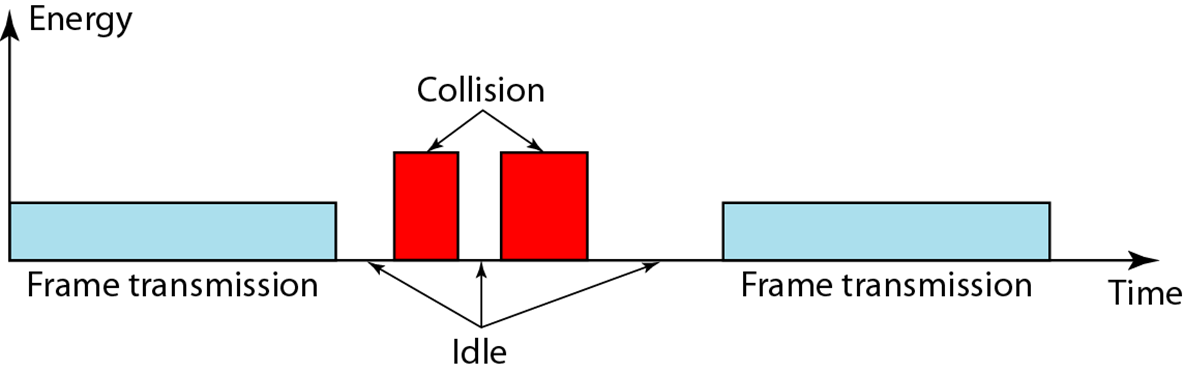 Energy
Collision
Frame transmission
Frame transmission
Time
Idle